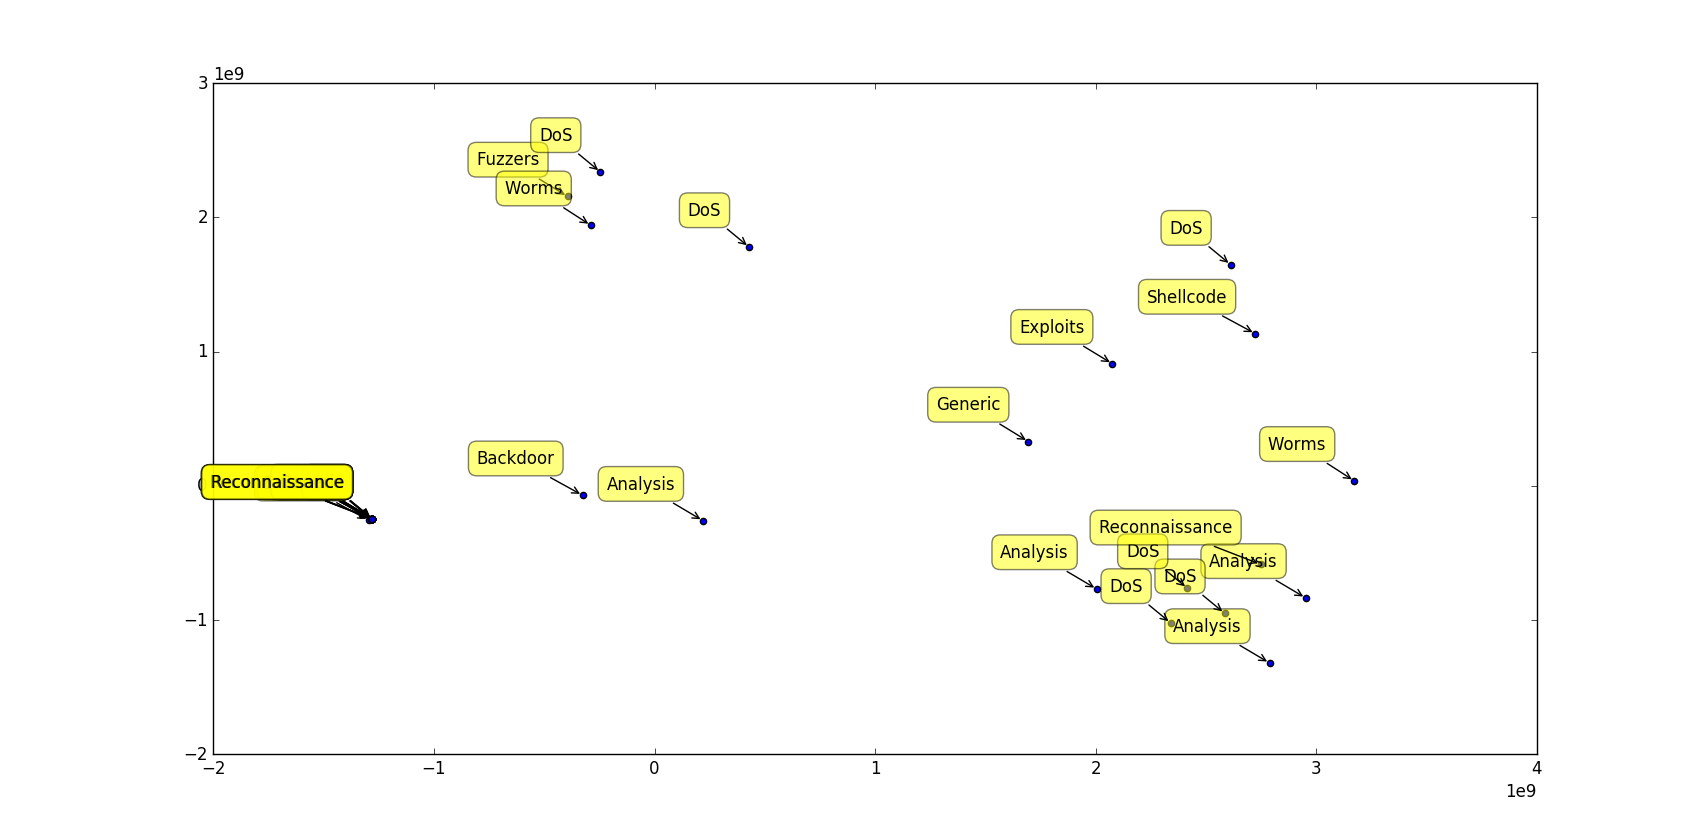 1e9
3
DoS
Fuzzers
Worms
DoS
2
DoS
Shellcode
Exploits
1
Generic
Worms
Backdoor
Analysis
Reconnaissance
0
Reconnaissance
DoS
Analysis
Analysis
DoS
DoS
−1
Analysis
−2
−2 −1 0 1 2 3 4
1e9